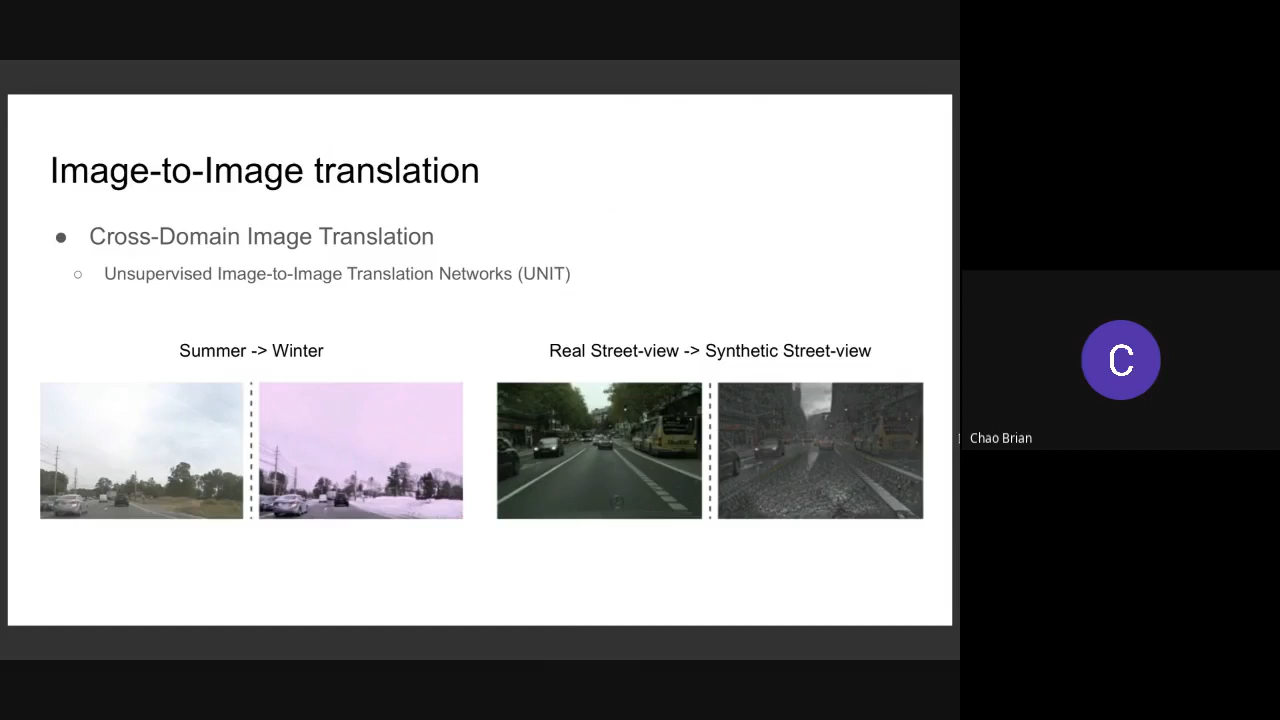 Image-to-Image translation
● Cross-Domain Image Translation
○ Unsupervised Image-to-Image Translation Networks (UNIT)
Summer -> Winter
Real Street-view -> Synthetic Street-view
C
Chao Brian